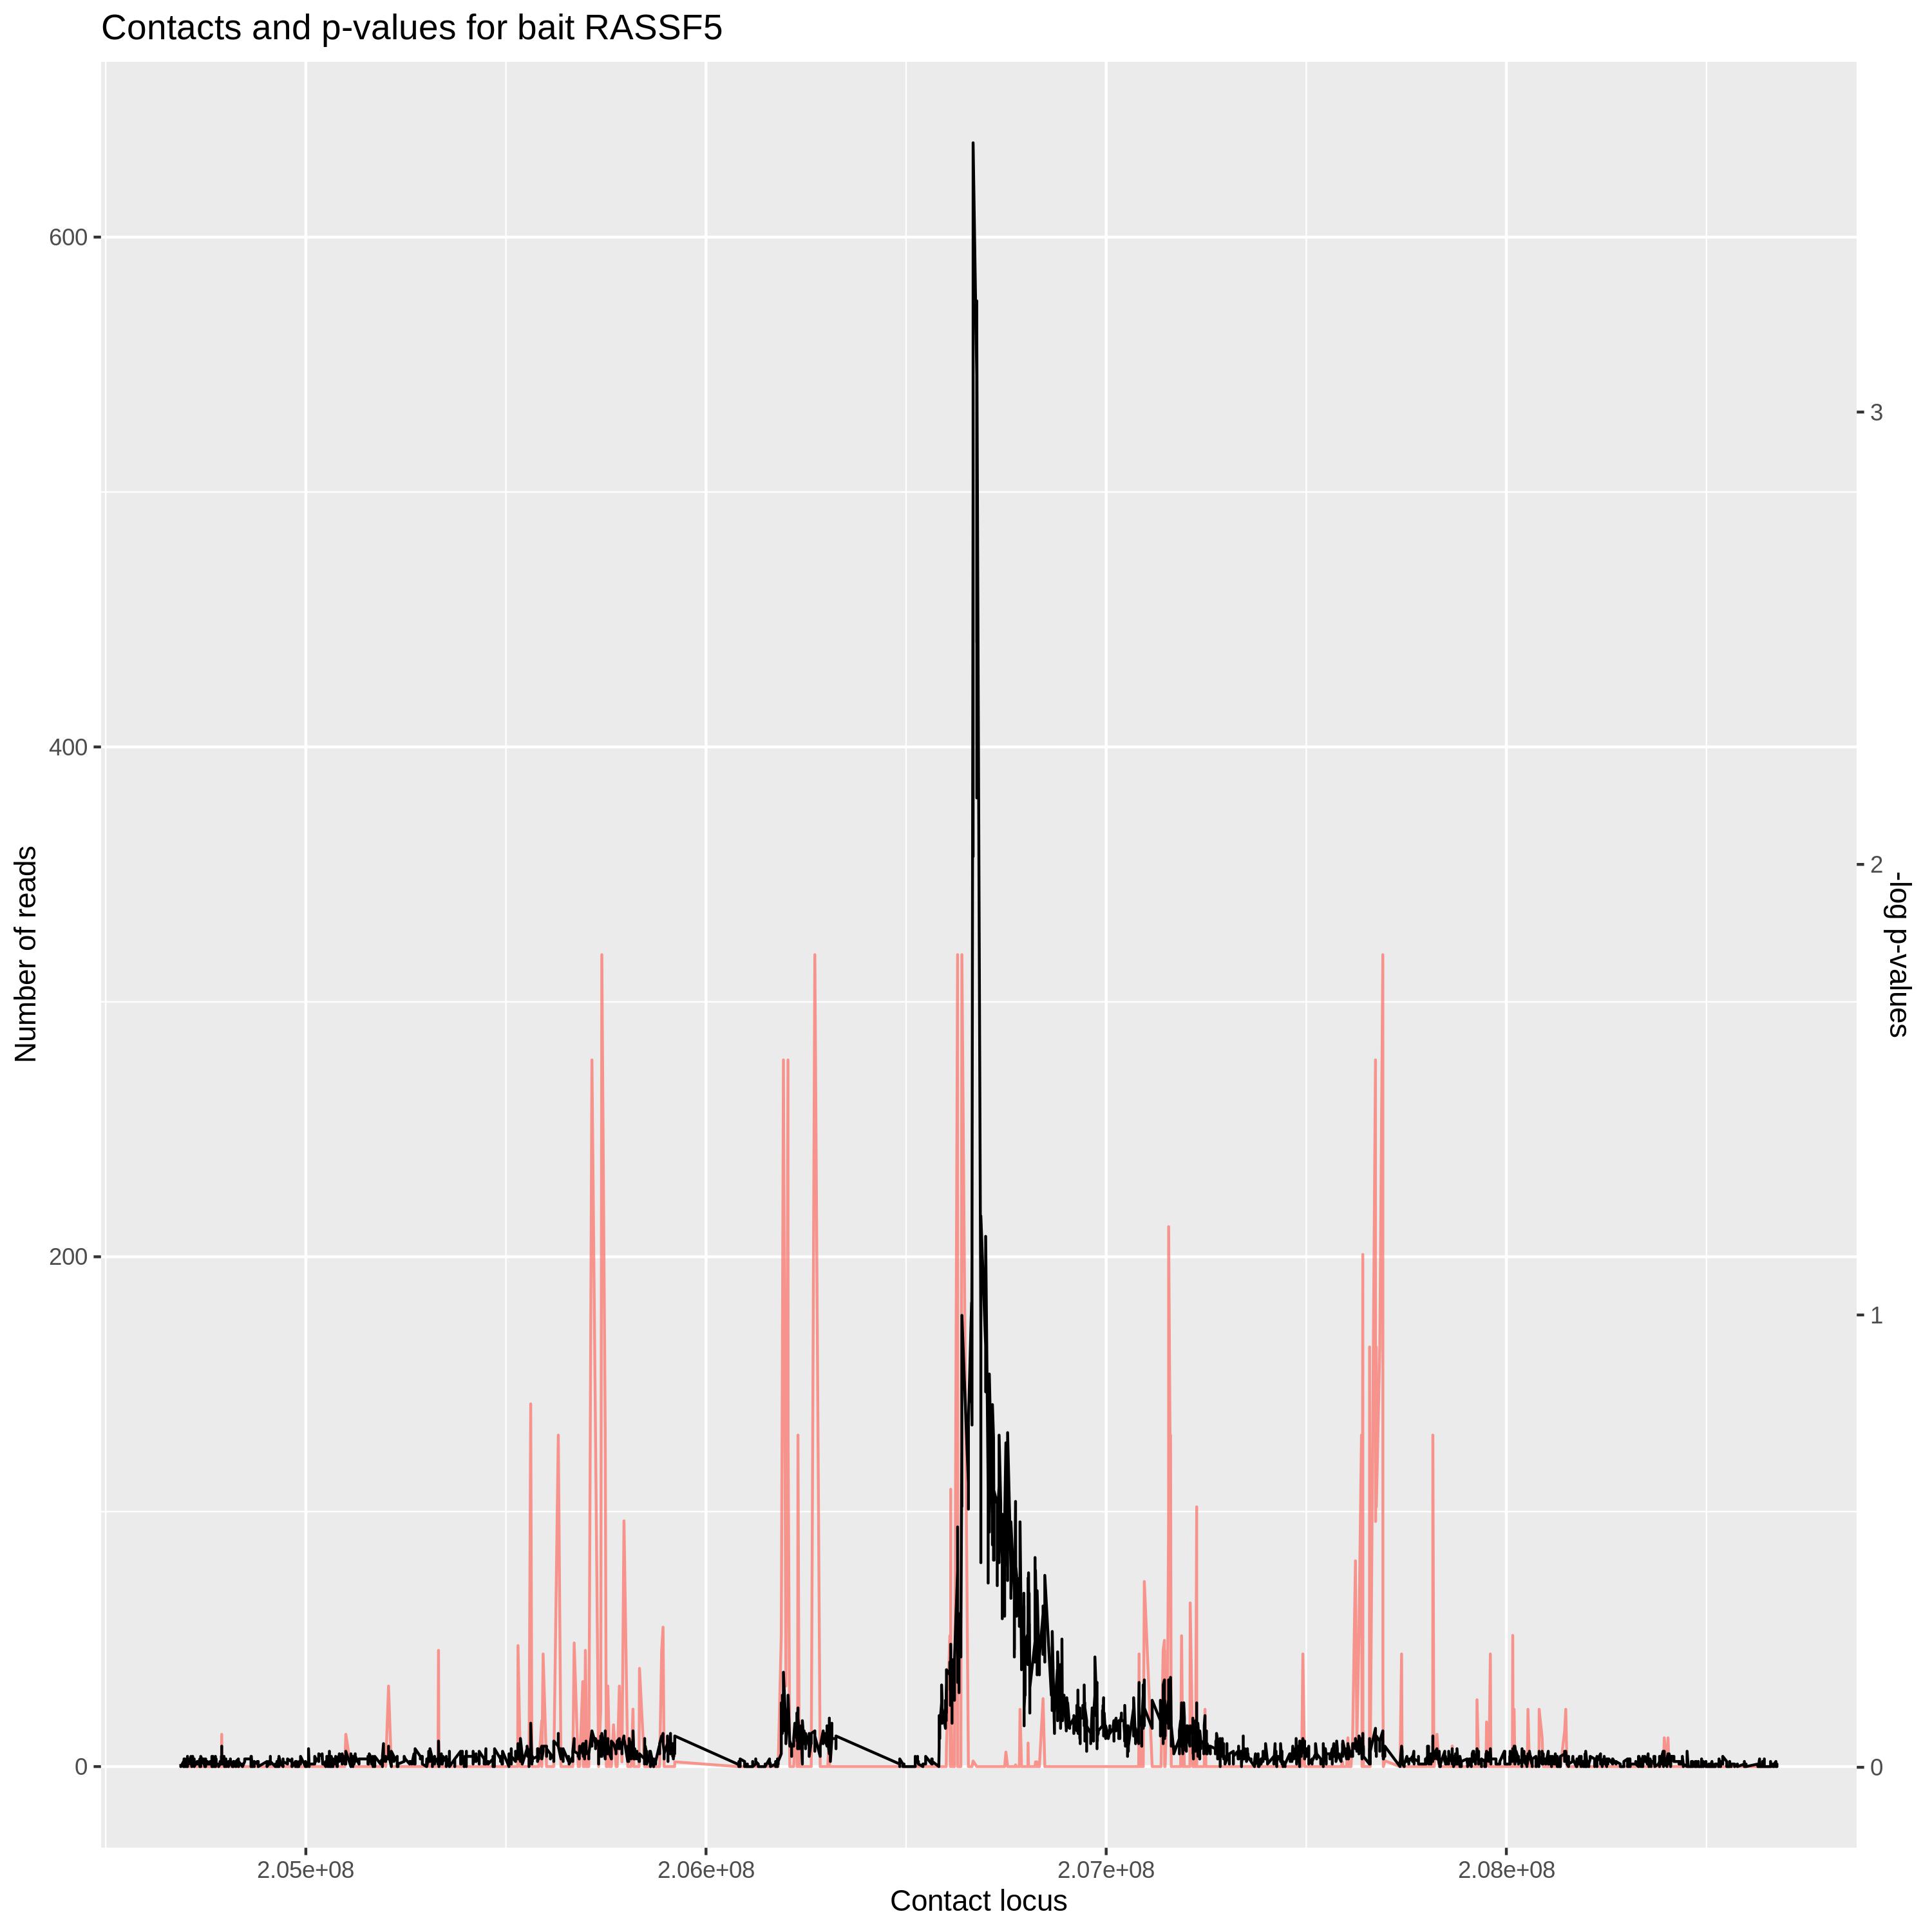 Contacts and p-values for bait RASSF5
600
400
200
0
Number of reads
3
2
1
0
-log p-values
2.05e+08
2.06e+08
2.07e+08
2.08e+08
Contact locus